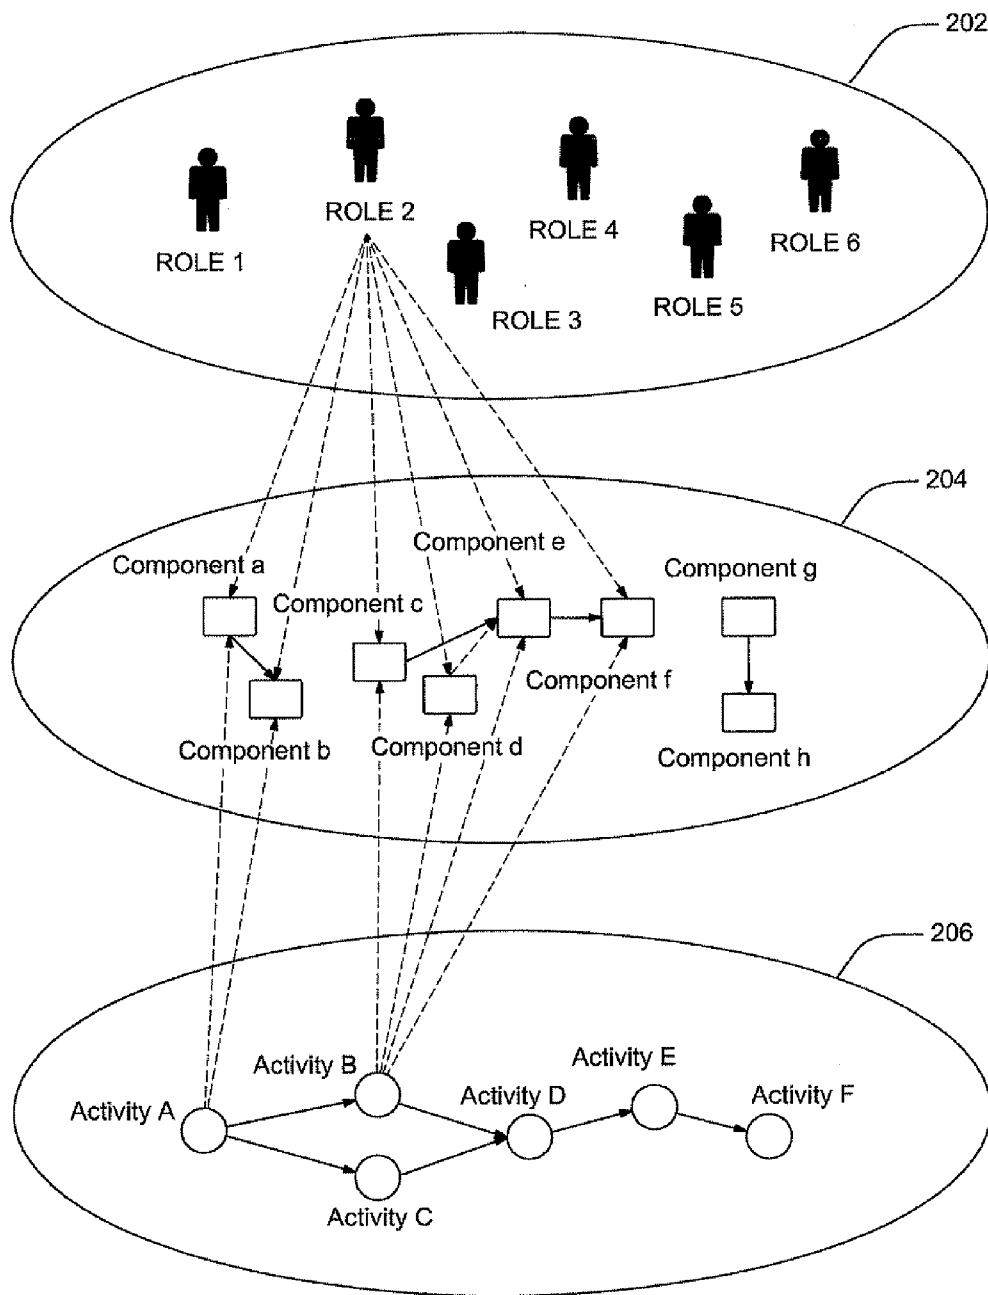 202
ROLE 1
ROLE 2
ROLE 3
ROLE 4
ROLE 5
ROLE 6
204
Component a
Component b
Component c
Component d
Component e
Component f
Component g
Component h
206
Activity A
Activity B
Activity C
Activity D
Activity E
Activity F